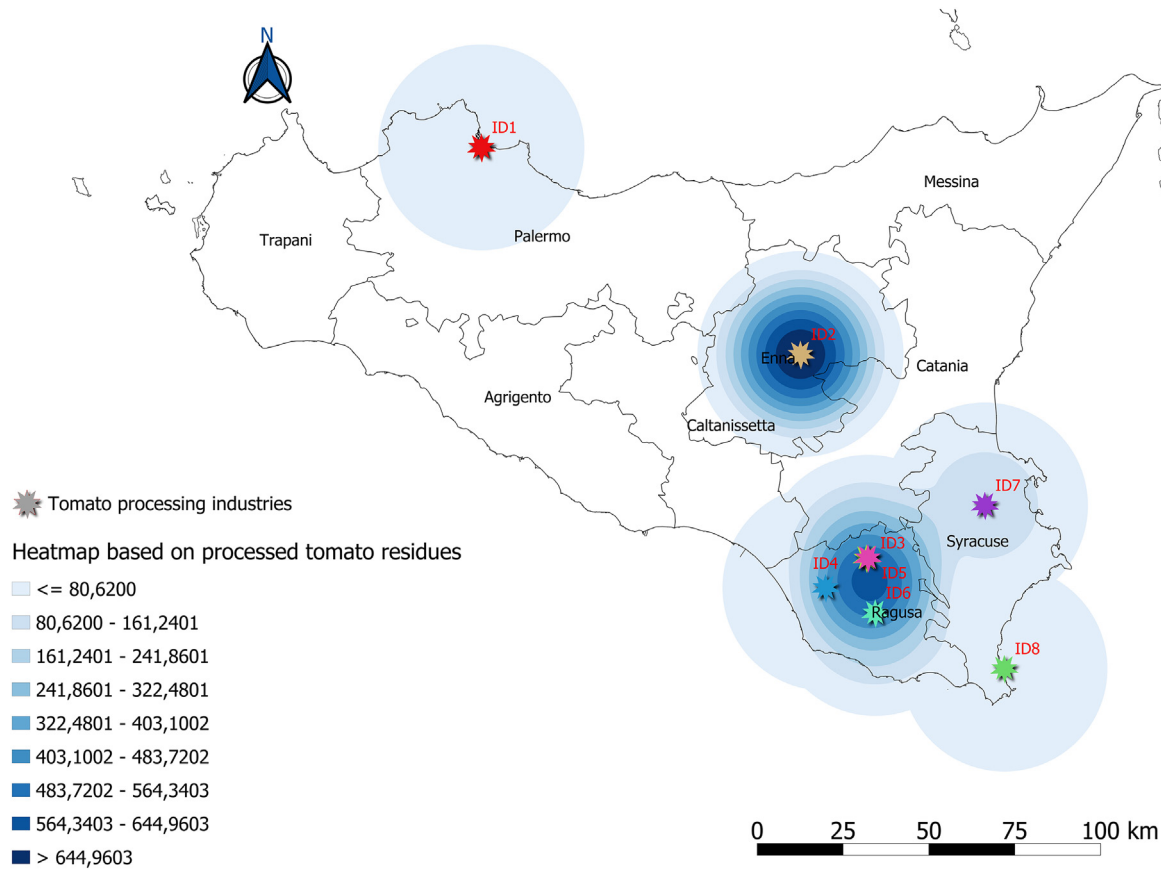 N
ID1
Messina
Palermo
Trapani
ID2
Enna
Catania
Agrigento
Caltanissetta
ID7
Tomato processing industries
Syracuse
ID3
Heatmap based on processed tomato residues
ID4
ID5
<= 80,6200
ID6
Ragusa
80,6200 - 161,2401
ID8
161,2401 - 241,8601
241,8601 - 322,4801
322,4801 - 403,1002
403,1002 - 483,7202
483,7202 - 564,3403
564,3403 - 644,9603
> 644,9603
0 25 50 75 100 km